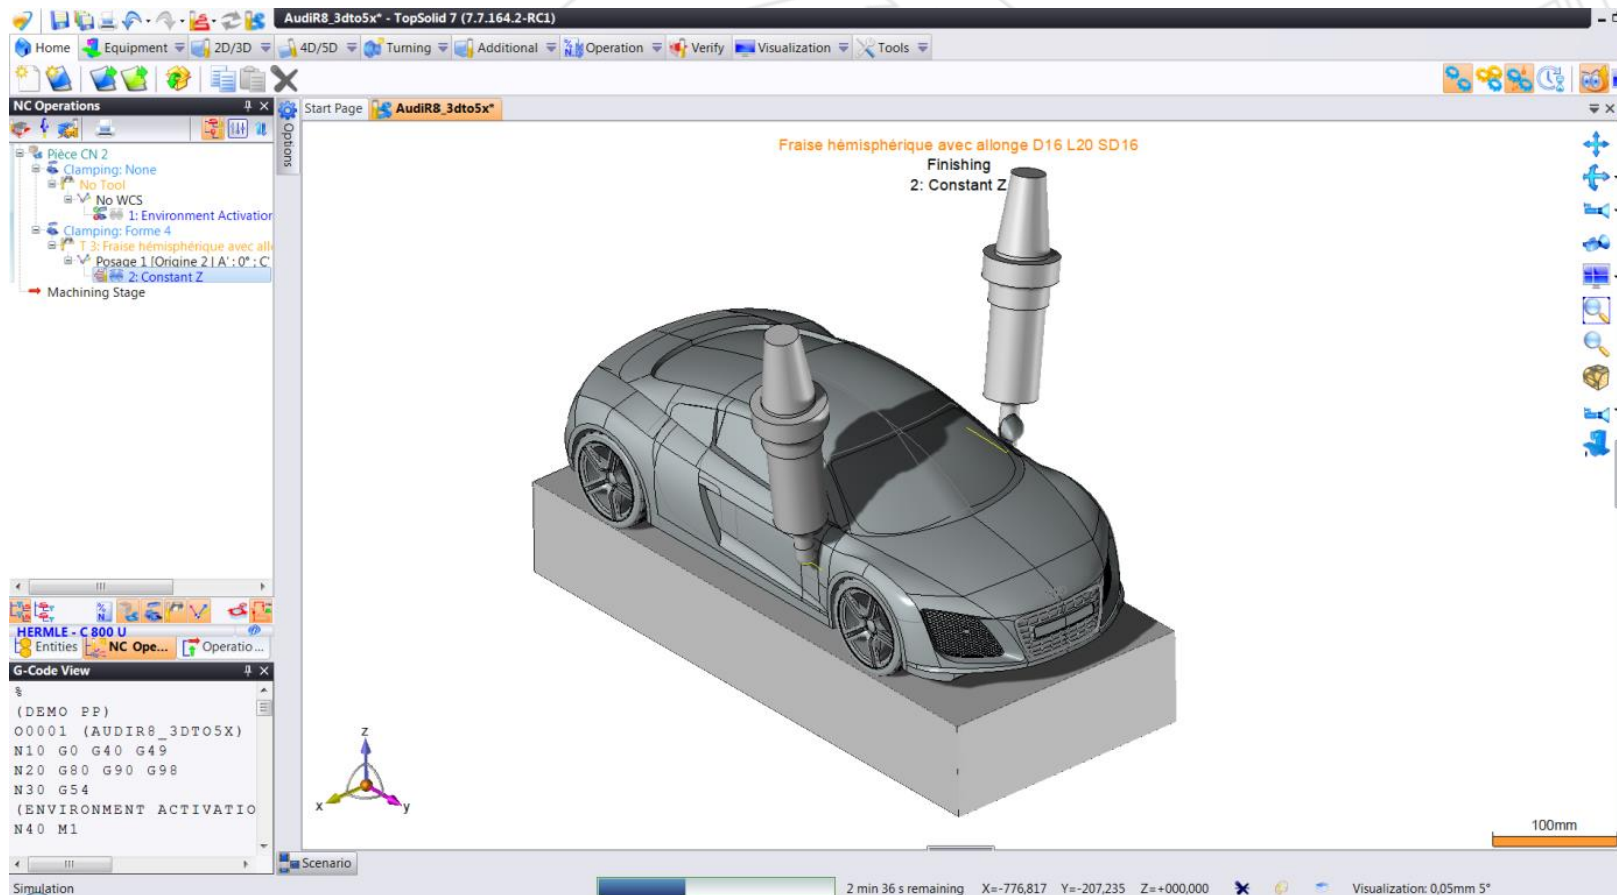 AudiR8_3dto5x* - TopSolid 7 (7.7.164.2-RC1)
Home Equipment 2D/3D 4D/5D Turning Additional Operation Verify Visualization Tools
NC Operations
Start Page AudiR8_3dto5x*
Options
Pièce CN 2
Clamping: None
No Tool
No WCS
1: Environment Activation
Clamping: Forme 4
T 3: Fraise hémisphérique avec all
Posage 1 [Origine 2 | A' : 0° ; C'
2: Constant Z
Machining Stage
Fraise hémisphérique avec allonge D16 L20 SD16
Finishing
2: Constant Z
HERMLE - C 800 U
Entities NC Ope... Operatio...
G-Code View
%
(DEMO PP)
O0001 (AUDIR8_3DTO5X)
N10 G0 G40 G49
N20 G80 G90 G98
N30 G54
(ENVIRONMENT ACTIVATIO
N40 M1
z
x
y
100mm
Scenario
Simulation 2 min 36 s remaining X=-776,817 Y=-207,235 Z=+000,000 Visualization: 0,05mm 5°